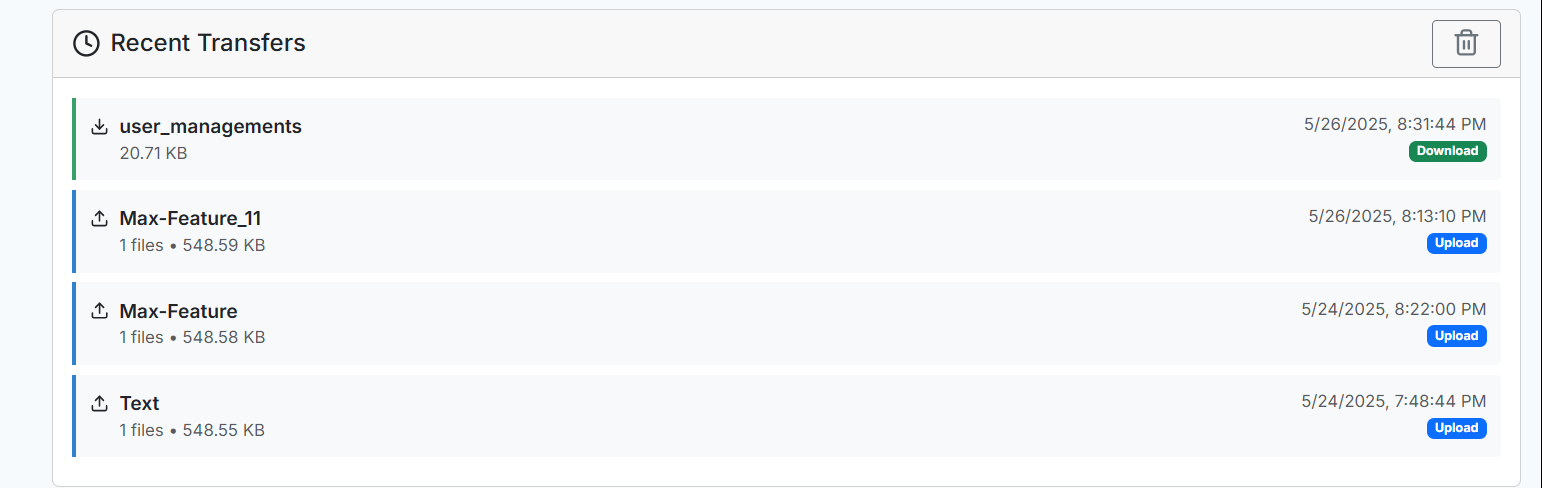 Recent Transfers
user_managements
5/26/2025, 8:31:44 PM
20.71 KB
Download
Max-Feature_11
5/26/2025, 8:13:10 PM
1 files • 548.59 KB
Upload
Max-Feature
5/24/2025, 8:22:00 PM
1 files • 548.58 KB
Upload
Text
5/24/2025, 7:48:44 PM
1 files • 548.55 KB
Upload